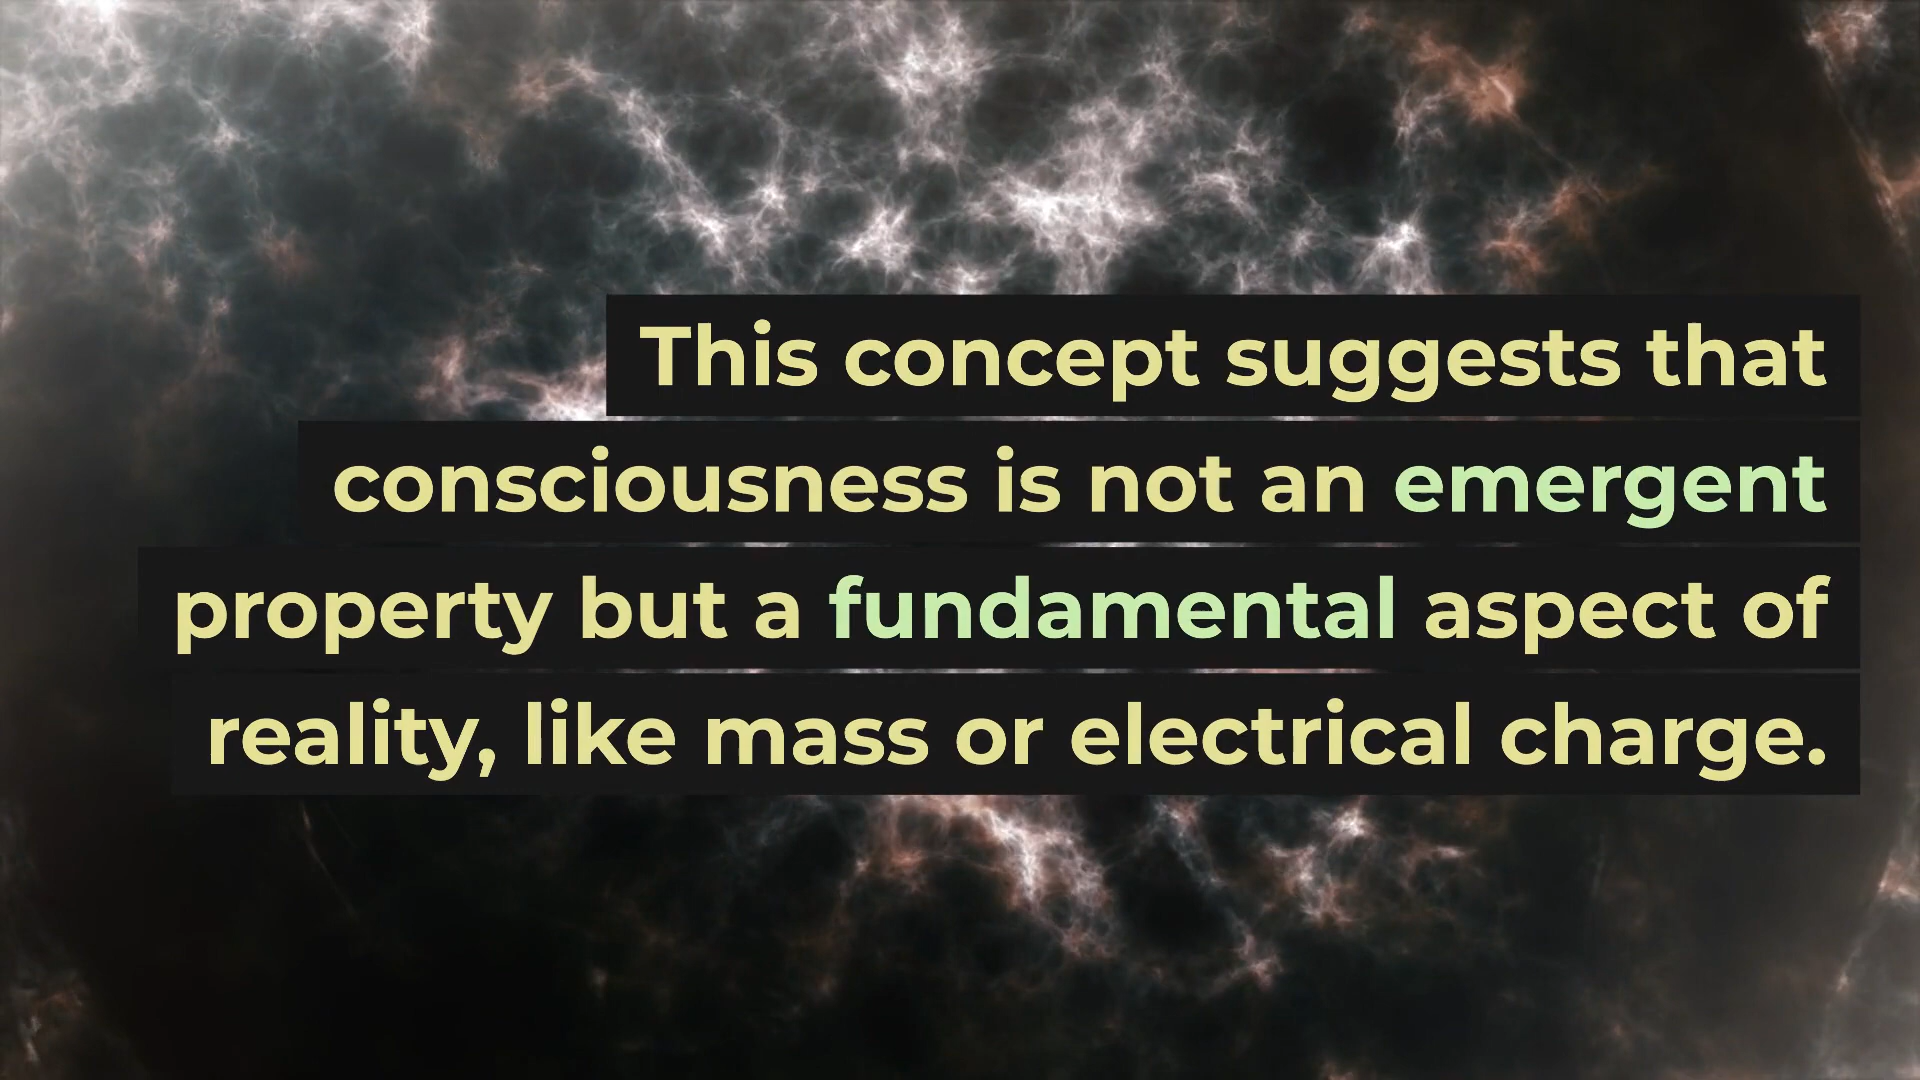 This concept suggests that
consciousness is not an emergent
property but a fundamental aspect of
reality, like mass or electrical charge.